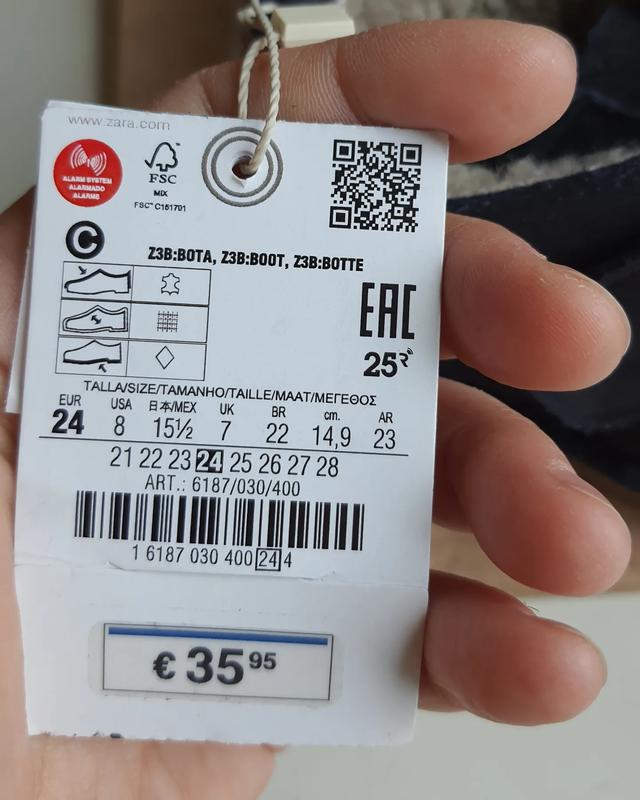 www.zara.com
ALARM SYSTEM
ALARMADO
ALARME
FSC
MIX
FSC™ C151701
C
Z3B:BOTA, Z3B:BOOT, Z3B:BOTTE
EAC
25R
TALLA/SIZE/TAMANHO/TAILLE/MAAT/ΜΕΓΕΘΟΣ
EUR USA 日本/MEX UK BR cm. AR
24 8 15½ 7 22 14,9 23
21 22 23 24 25 26 27 28
ART.: 6187/030/400
1 6187 030 400 24 4
€ 35 95